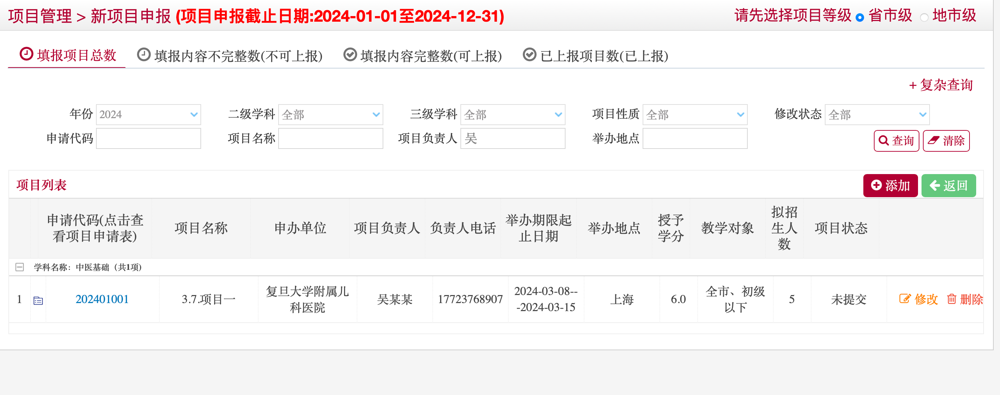 项目管理 > 新项目申报 (项目申报截止日期:2024-01-01至2024-12-31)
请先选择项目等级 省市级 地市级
填报项目总数 填报内容不完整数(不可上报) 填报内容完整数(可上报) 已上报项目数(已上报)
+ 复杂查询
年份 2024 二级学科 全部 三级学科 全部 项目性质 全部 修改状态 全部
申请代码 项目名称 项目负责人 吴 举办地点 查询 清除
项目列表 添加 返回
申请代码(点击查
看项目申请表)
项目名称
申办单位
项目负责人
负责人电话
举办期限起
止日期
举办地点
授予
学分
教学对象
拟招
生人
数
项目状态
学科名称：中医基础（共1项)
1
202401001
3.7.项目一
复旦大学附属儿
科医院
吴某某
17723768907
2024-03-08--
-2024-03-15
上海
6.0
全市、初级
以下
5
未提交
修改 删除